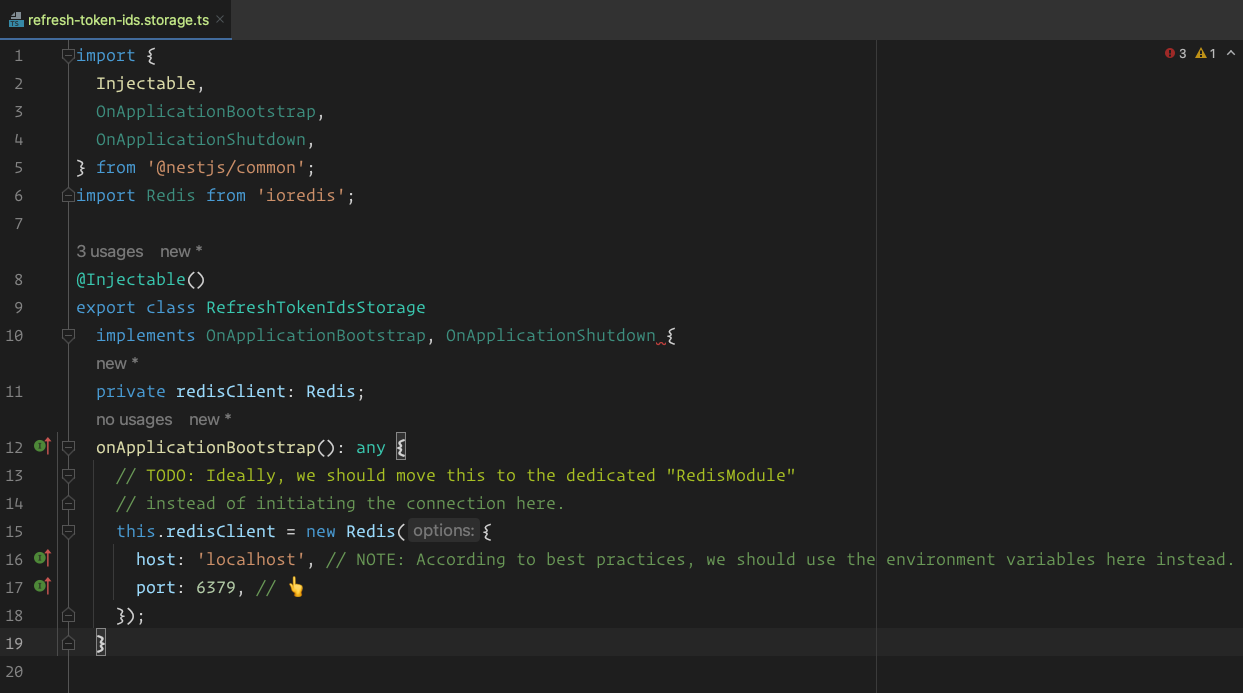 refresh-token-ids.storage.ts
3 1
1 import {
2 Injectable,
3 OnApplicationBootstrap,
4 OnApplicationShutdown,
5 } from '@nestjs/common';
6 import Redis from 'ioredis';
7
3 usages new *
8 @Injectable()
9 export class RefreshTokenIdsStorage
10 implements OnApplicationBootstrap, OnApplicationShutdown {
new *
11 private redisClient: Redis;
no usages new *
12 onApplicationBootstrap(): any {
13 // TODO: Ideally, we should move this to the dedicated "RedisModule"
14 // instead of initiating the connection here.
15 this.redisClient = new Redis( options: {
16 host: 'localhost', // NOTE: According to best practices, we should use the environment variables here instead.
17 port: 6379, // 👆
18 });
19 }
20